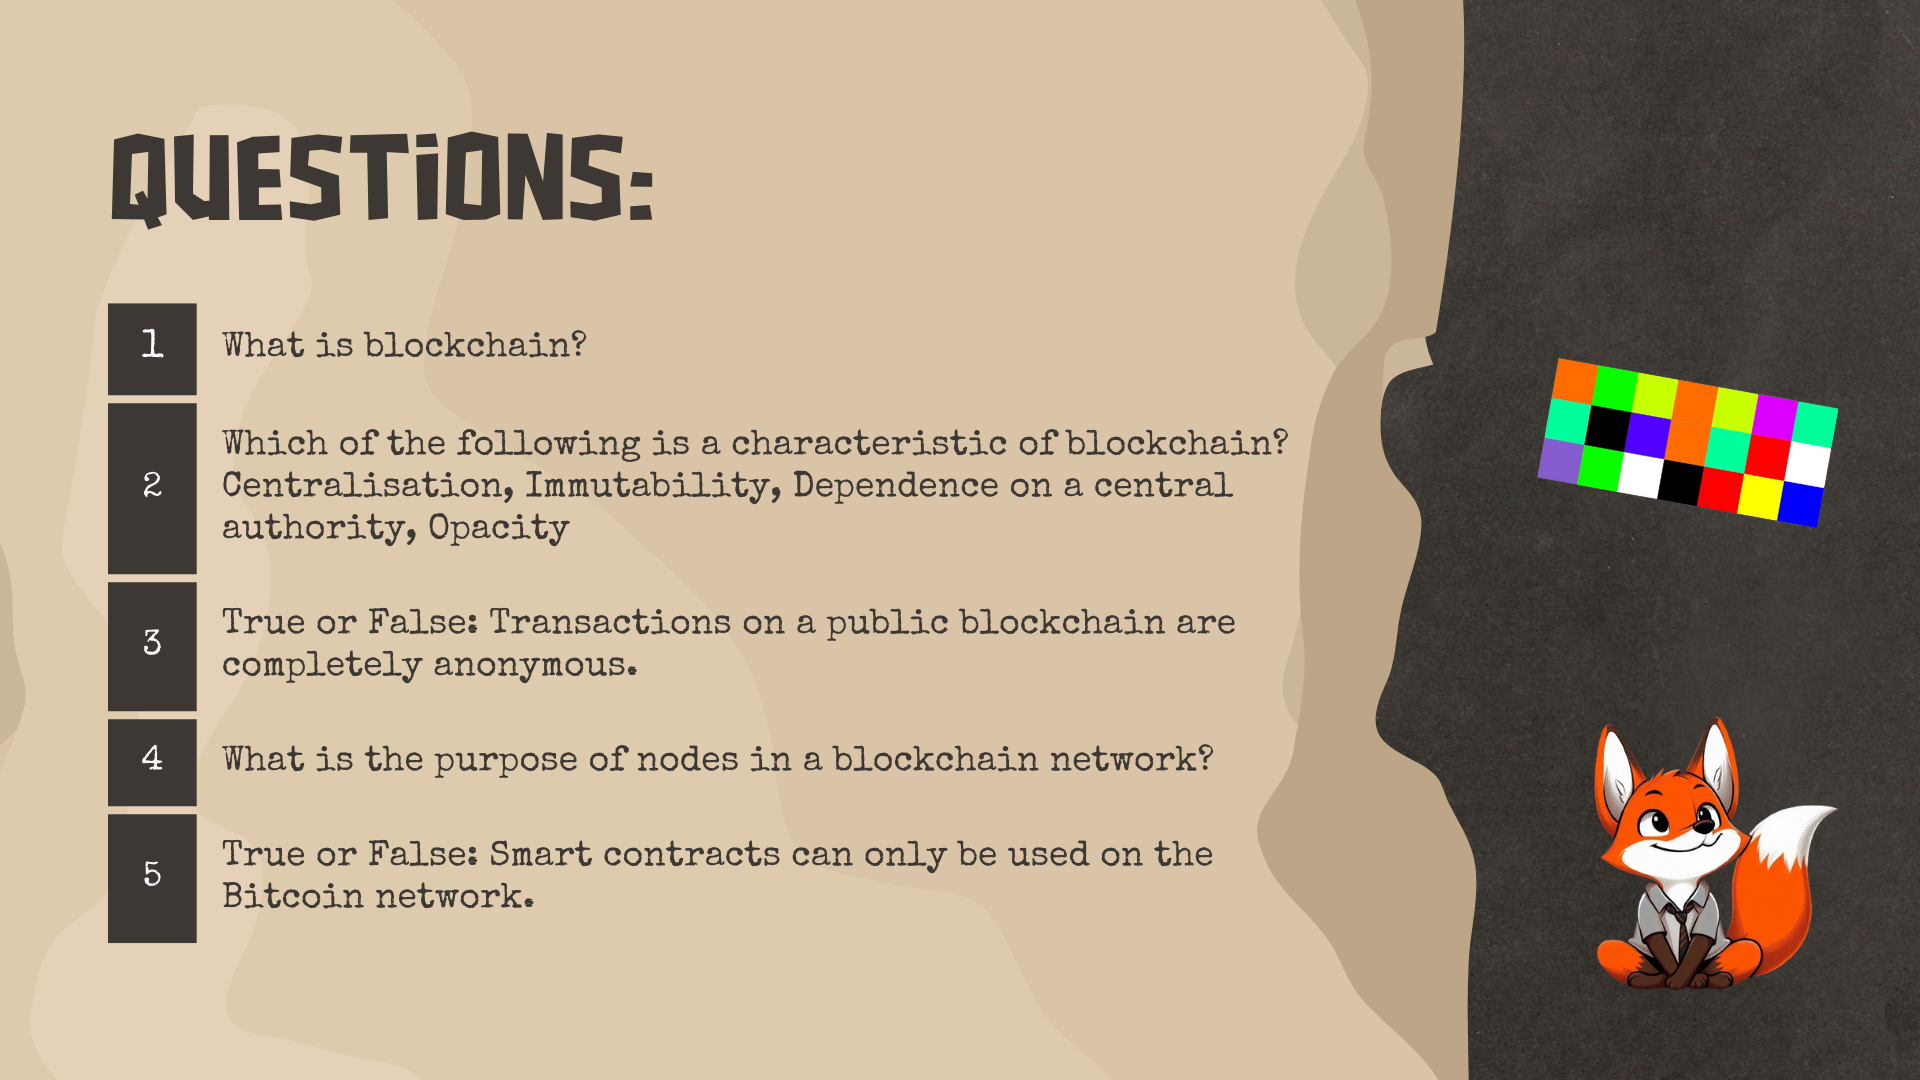 QUESTIONS:
1
What is blockchain?
2
Which of the following is a characteristic of blockchain?
Centralisation, Immutability, Dependence on a central
authority, Opacity
3
True or False: Transactions on a public blockchain are
completely anonymous.
4
What is the purpose of nodes in a blockchain network?
5
True or False: Smart contracts can only be used on the
Bitcoin network.